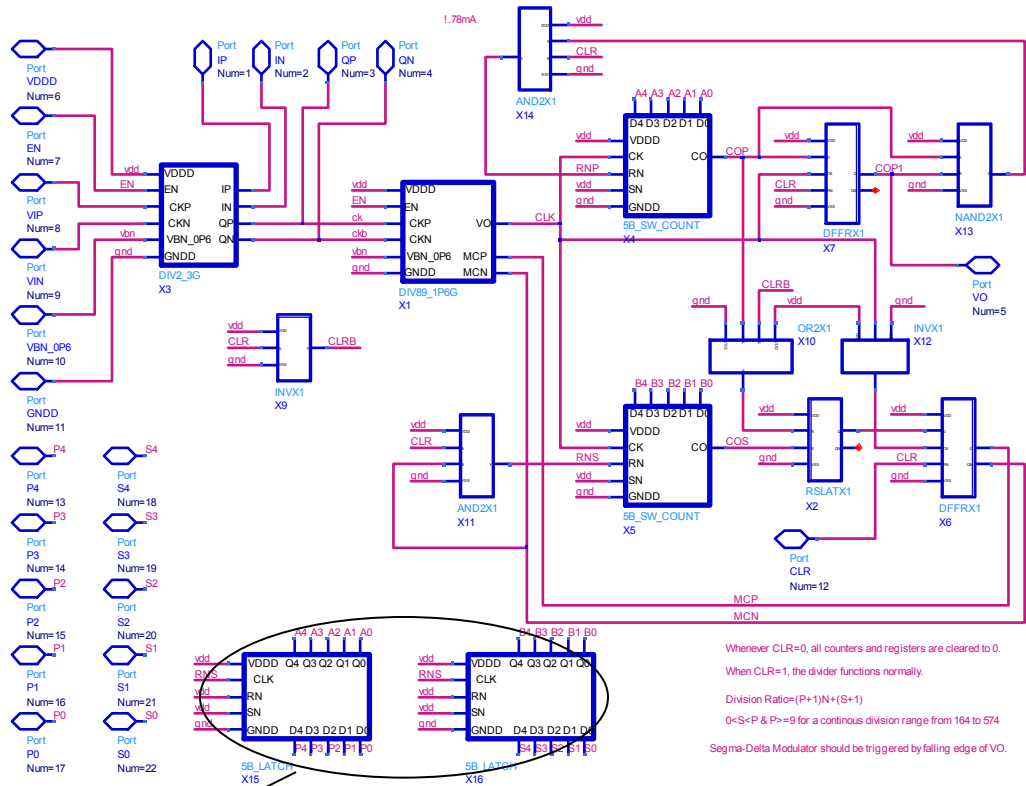 !.78mA
Port
VDDD
Num=6
Port
EN
Num=7
Port
VIP
Num=8
Port
VIN
Num=9
Port
VBN_0P6
Num=10
Port
GNDD
Num=11
Port
IP
Num=1
Port
IN
Num=2
Port
QP
Num=3
Port
QN
Num=4
vdd
EN
vbn
gnd
VDDD
EN
CKP
CKN
VBN_0P6
GNDD
IP
IN
QP
QN
DIV2_3G
X3
vdd
EN
ck
ckb
vbn
gnd
VDDD
EN
CKP
CKN
VBN_0P6
GNDD
VO
MCP
MCN
DIV89_1P6G
X1
CLK
vdd
CLR
gnd
AND2X1
X14
A4 A3 A2 A1 A0
D4 D3 D2 D1 D0
vdd
RNP
vdd
gnd
VDDD
CK
RN
SN
GNDD
CO
5B_SW_COUNT
X4
COP
vdd
CLR
gnd
DFFRX1
X7
COP1
vdd
gnd
NAND2X1
X13
Port
VO
Num=5
vdd
CLR
gnd
CLRB
INVX1
X9
gnd
CLRB
vdd
OR2X1
X10
gnd
INVX1
X12
vdd
CLR
gnd
AND2X1
X11
B4 B3 B2 B1 B0
D4 D3 D2 D1 D0
vdd
RNS
vdd
gnd
VDDD
CK
RN
SN
GNDD
CO
5B_SW_COUNT
X5
COS
vdd
gnd
RSLATX1
X2
vdd
CLR
gnd
DFFRX1
X6
Port
CLR
Num=12
MCP
MCN
P4
Port
P4
Num=13
P3
Port
P3
Num=14
P2
Port
P2
Num=15
P1
Port
P1
Num=16
P0
Port
P0
Num=17
S4
Port
S4
Num=18
S3
Port
S3
Num=19
S2
Port
S2
Num=20
S1
Port
S1
Num=21
S0
Port
S0
Num=22
A4 A3 A2 A1 A0
vdd
RNS
vdd
vdd
gnd
VDDD Q4 Q3 Q2 Q1 Q0
CLK
RN
SN
GNDD
D4 D3 D2 D1 D0
P4 P3 P2 P1 P0
5B_LATCH
X15
B4 B3 B2 B1 B0
vdd
RNS
vdd
vdd
gnd
VDDD Q4 Q3 Q2 Q1 Q0
CLK
RN
SN
GNDD
D4 D3 D2 D1 D0
S4 S3 S2 S1 S0
5B_LATCH
X16
Whenever CLR=0, all counters and registers are cleared to 0.
When CLR=1, the divider functions normally.
Division Ratio=(P+1)N+(S+1)
0<S<P & P>=9 for a continous division range from 164 to 574
Segma-Delta Modulator should be triggered by falling edge of VO.